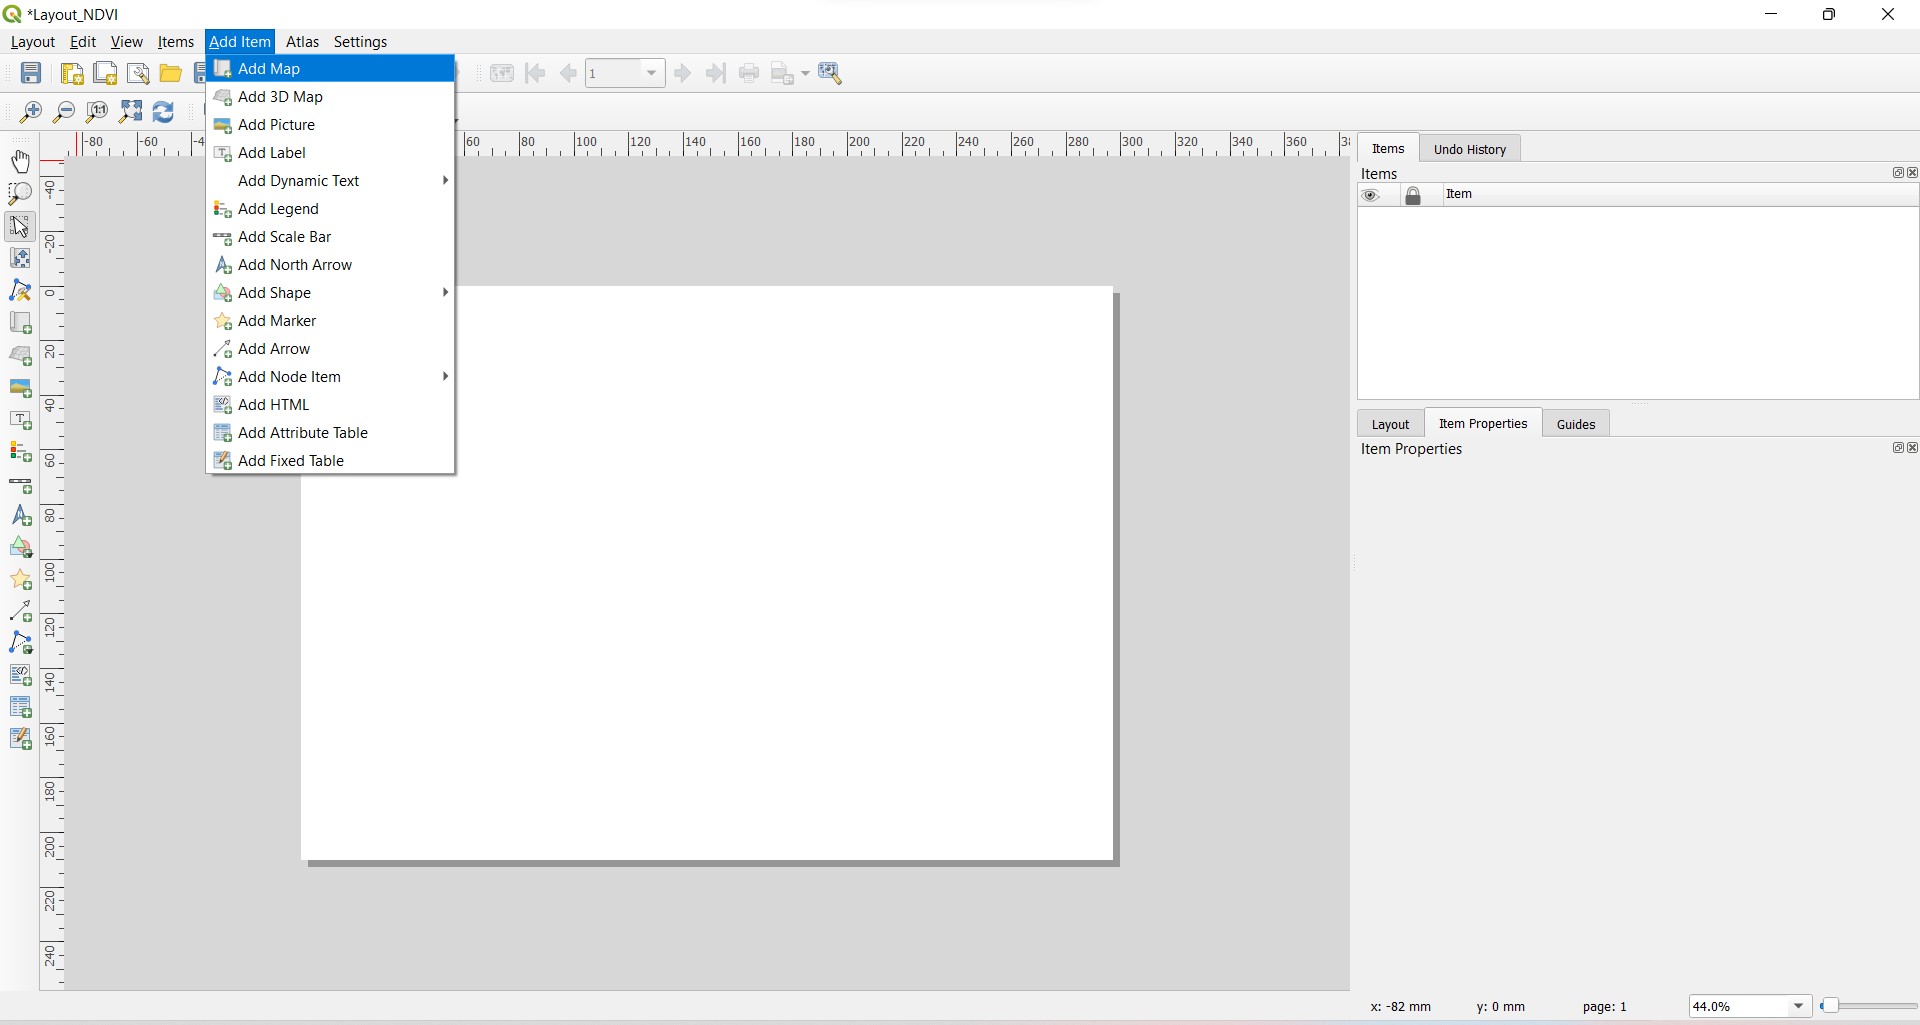 *Layout_NDVI
Layout Edit View Items Add Item Atlas Settings
1
Add Map
Add 3D Map
Add Picture
Add Label
Add Dynamic Text
Add Legend
Add Scale Bar
Add North Arrow
Add Shape
Add Marker
Add Arrow
Add Node Item
Add HTML
Add Attribute Table
Add Fixed Table
-80 -60 -4 60 80 100 120 140 160 180 200 220 240 260 280 300 320 340 360
-40
-20
0
20
40
60
80
100
120
140
160
180
200
220
240
Items Undo History
Items
Item
Layout Item Properties Guides
Item Properties
x: -82 mm y: 0 mm page: 1 44.0%